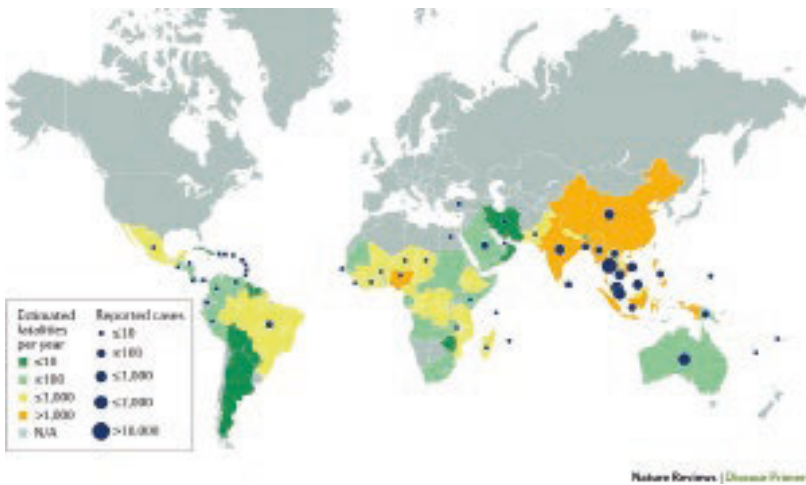 Estimated
fatalities
per year
≤10
≤100
≤1,000
>1,000
N/A
Reported cases
≤10
≤100
≤1,000
>10,000
Nature Reviews | Disease Primers